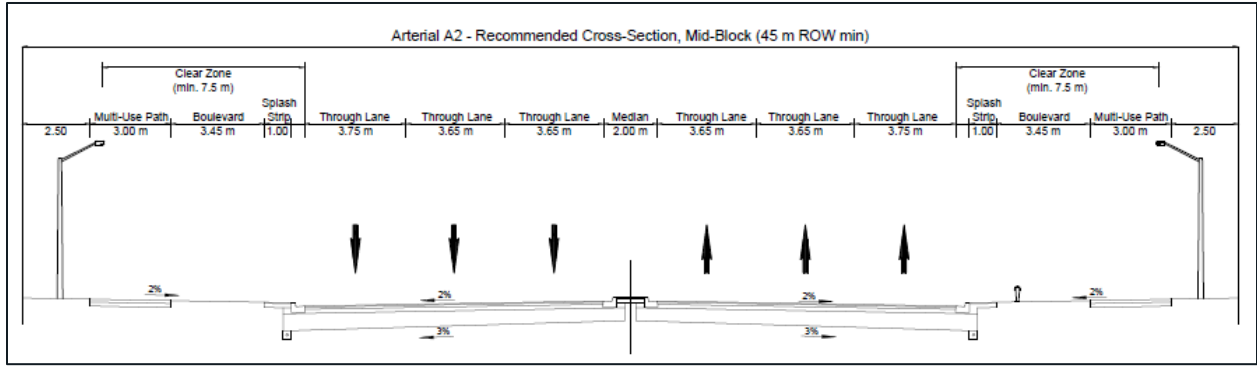 Arterial A2 - Recommended Cross-Section, Mid-Block (45 m ROW min)
Clear Zone
(min. 7.5 m)
Clear Zone
(min. 7.5 m)
Multi-Use Path Boulevard Splash Strip Through Lane Through Lane Through Lane Median Through Lane Through Lane Through Lane Splash Strip Boulevard Multi-Use Path
2.50 3.00 m 3.45 m 1.00 3.75 m 3.65 m 3.65 m 2.00 m 3.65 m 3.65 m 3.75 m 1.00 3.45 m 3.00 m 2.50
2% 2% 2% 2%
3% 3%